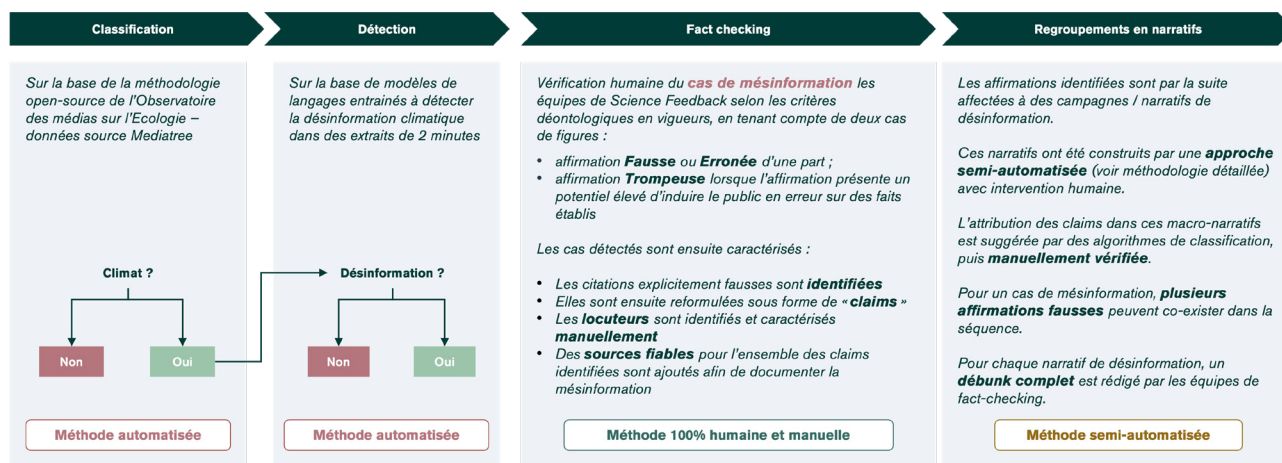 Classification
Sur la base de la méthodologie
open-source de l'Observatoire
des médias sur l'Ecologie –
données source Mediatree
Climat ?
Non
Oui
Méthode automatisée
Détection
Sur la base de modèles de
langages entrainés à détecter
la désinformation climatique
dans des extraits de 2 minutes
Désinformation ?
Non
Oui
Méthode automatisée
Fact checking
Vérification humaine du cas de mésinformation les
équipes de Science Feedback selon les critères
déontologiques en vigueurs, en tenant compte de deux cas
de figures :
• affirmation Fausse ou Erronée d'une part ;
• affirmation Trompeuse lorsque l'affirmation présente un
potentiel élevé d'induire le public en erreur sur des faits
établis
Les cas détectés sont ensuite caractérisés :
• Les citations explicitement fausses sont identifiées
• Elles sont ensuite reformulées sous forme de « claims »
• Les locuteurs sont identifiés et caractérisés
manuellement
• Des sources fiables pour l'ensemble des claims
identifiées sont ajoutés afin de documenter la
mésinformation
Méthode 100% humaine et manuelle
Regroupements en narratifs
Les affirmations identifiées sont par la suite
affectées à des campagnes / narratifs de
désinformation.
Ces narratifs ont été construits par une approche
semi-automatisée (voir méthodologie détaillée)
avec intervention humaine.
L'attribution des claims dans ces macro-narratifs
est suggérée par des algorithmes de classification,
puis manuellement vérifiée.
Pour un cas de mésinformation, plusieurs
affirmations fausses peuvent co-exister dans la
séquence.
Pour chaque narratif de désinformation, un
débunk complet est rédigé par les équipes de
fact-checking.
Méthode semi-automatisée